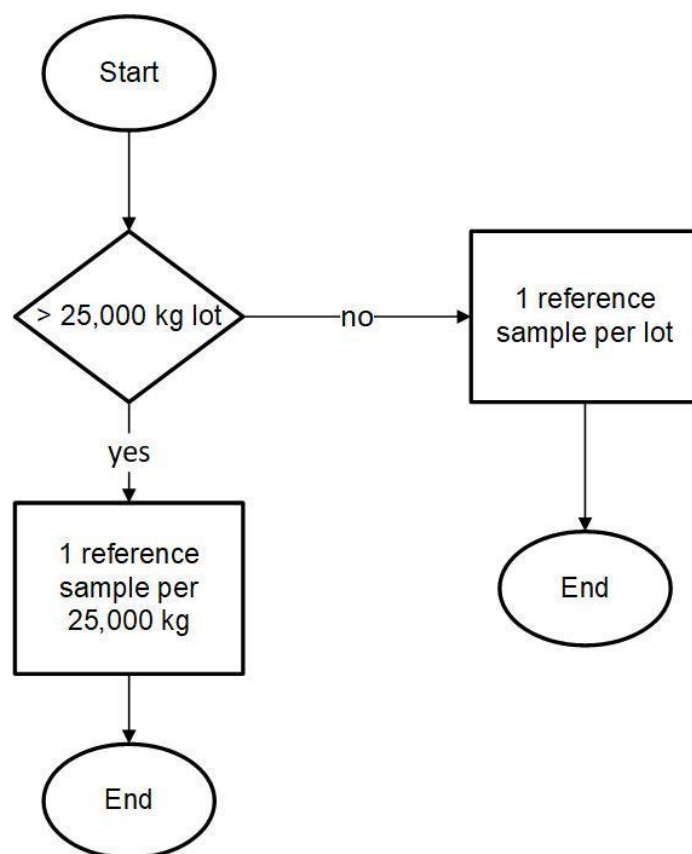 Start
> 25,000 kg lot
no
1 reference
sample per lot
yes
1 reference
sample per
25,000 kg
End
End